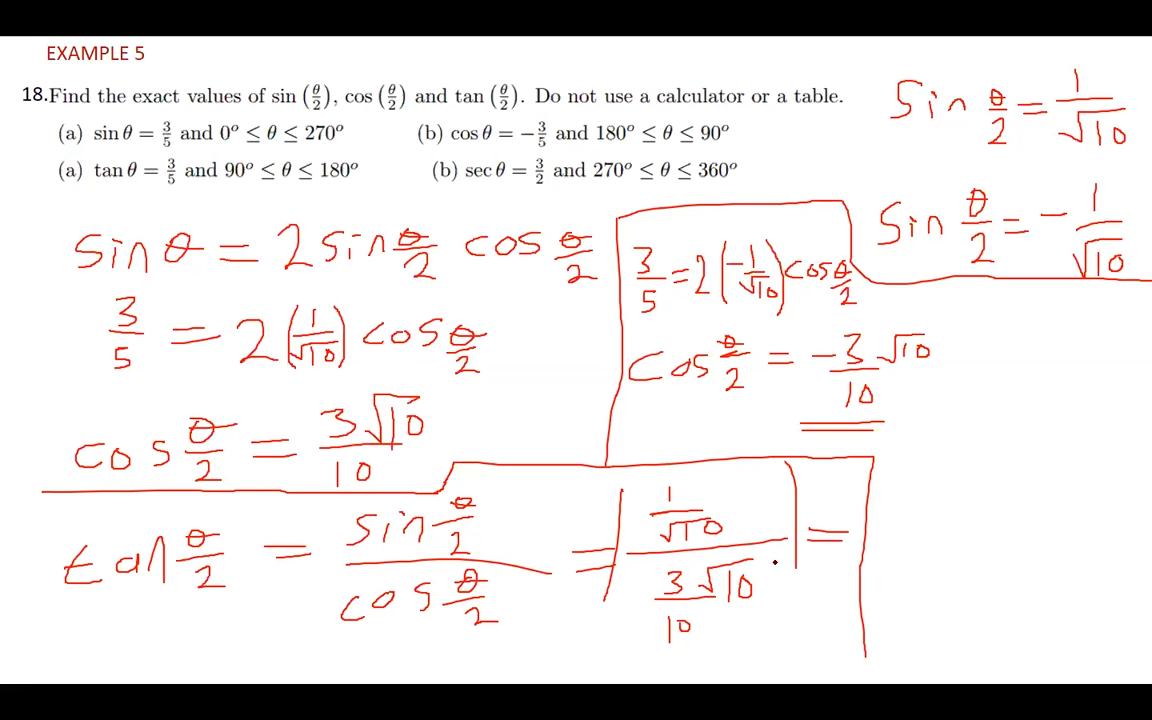 EXAMPLE 5
18.Find the exact values of sin (θ/2), cos (θ/2) and tan (θ/2). Do not use a calculator or a table.
(a) sin θ = 3/5 and 0° ≤ θ ≤ 270° (b) cos θ = −3/5 and 180° ≤ θ ≤ 90°
(a) tan θ = 3/5 and 90° ≤ θ ≤ 180° (b) sec θ = 3/2 and 270° ≤ θ ≤ 360°
Sin θ/2 = 1/√10
Sin θ/2 = −1/√10
sin θ = 2 sin θ/2 cos θ/2
3/5 = 2(1/√10) cos θ/2
cos θ/2 = 3√10/10
3/5 = 2(−1/√10) cos θ/2
cos θ/2 = −3√10/10
tan θ/2 = sin θ/2 / cos θ/2 = |(1/√10) / (3√10/10)| =